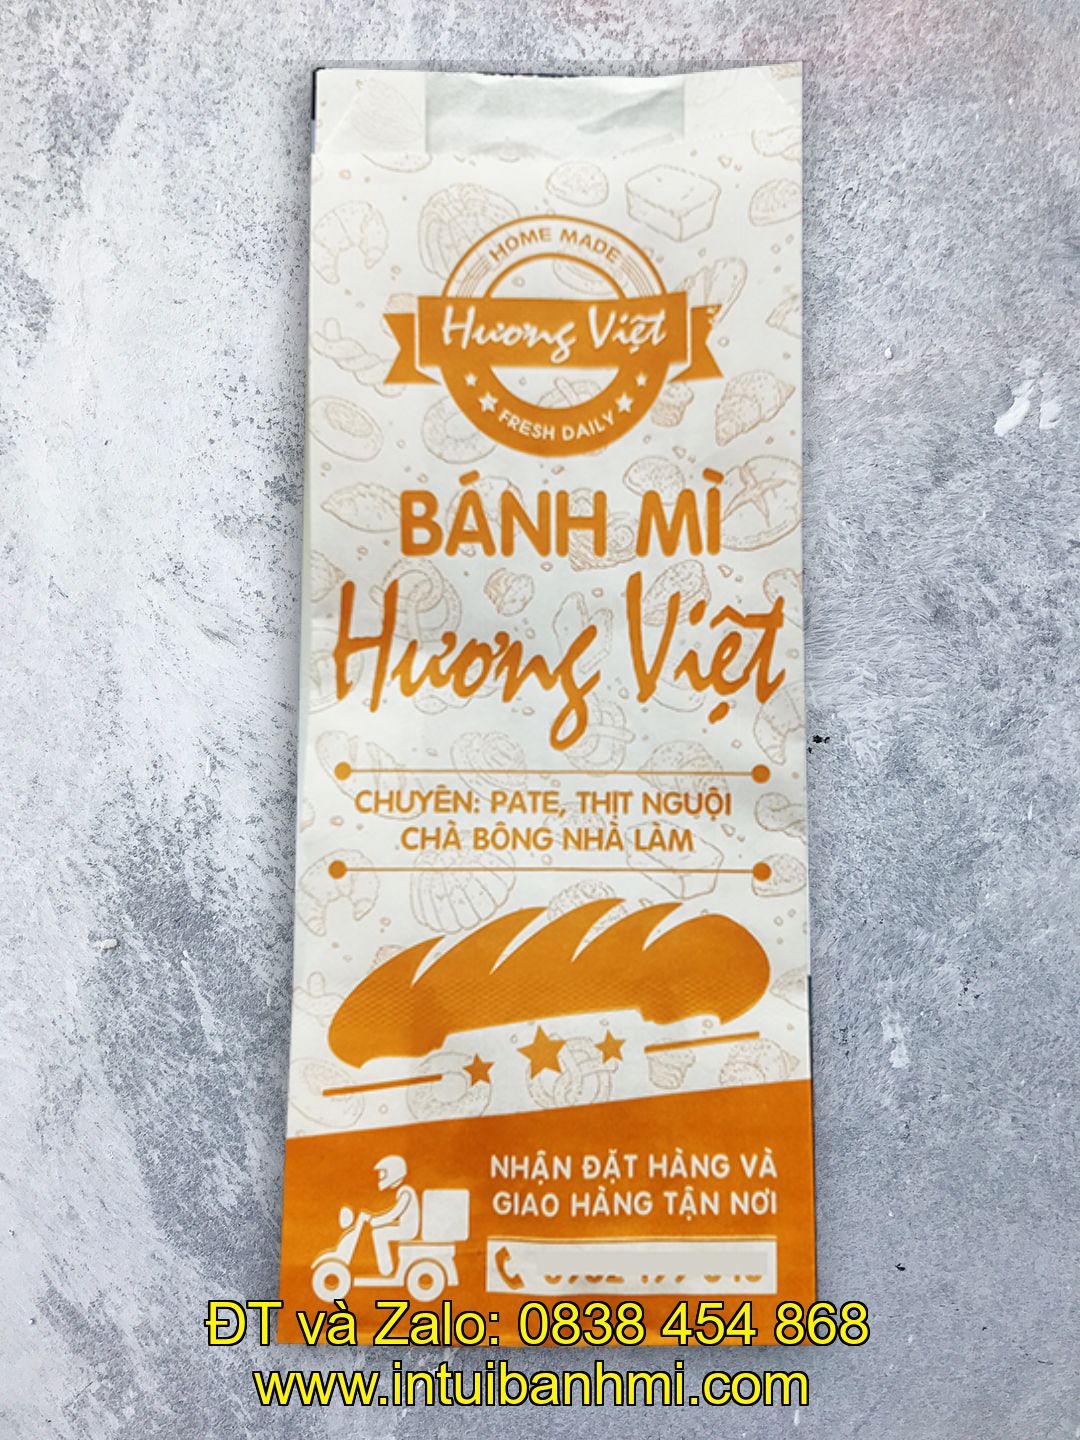 HOME MADE
Hương Việt
FRESH DAILY
BÁNH MÌ
Hương Việt
CHUYÊN: PATE, THỊT NGUỘI
CHÀ BÔNG NHÀ LÀM
NHẬN ĐẶT HÀNG VÀ
GIAO HÀNG TẬN NƠI
ĐT và Zalo: 0838 454 868
www.intuibanhmi.com